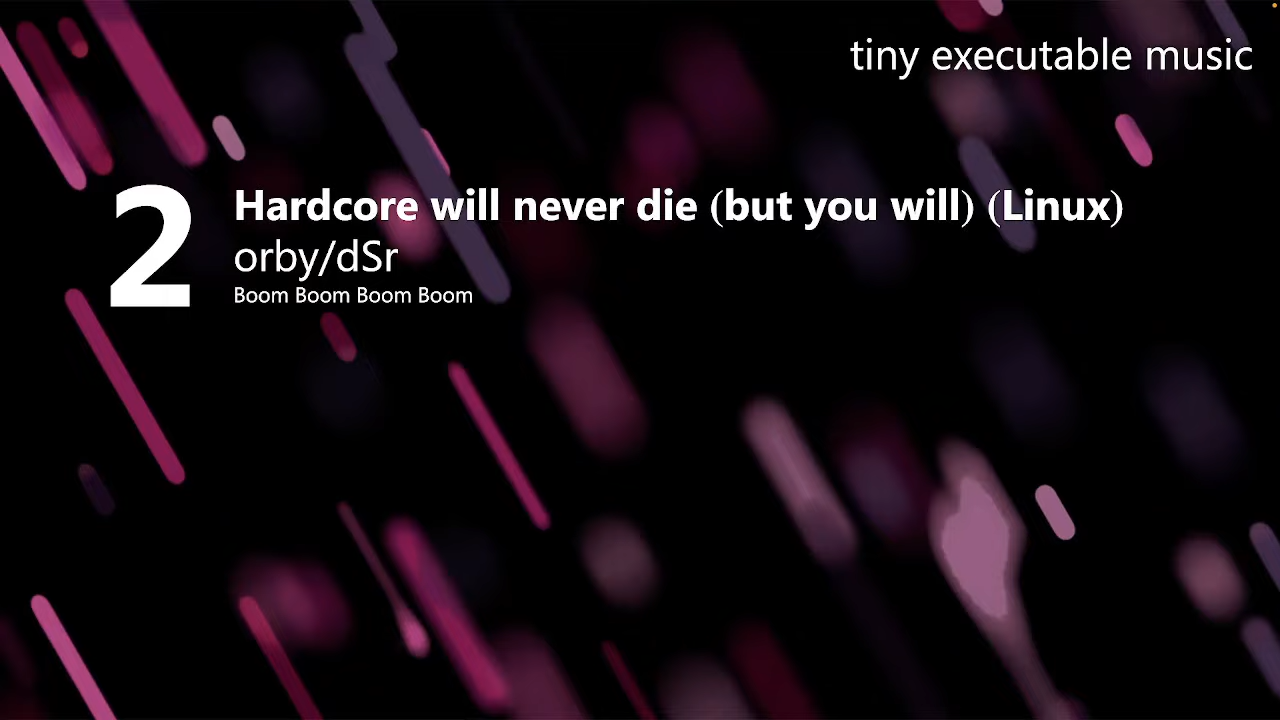 tiny executable music
2
Hardcore will never die (but you will) (Linux)
orby/dSr
Boom Boom Boom Boom